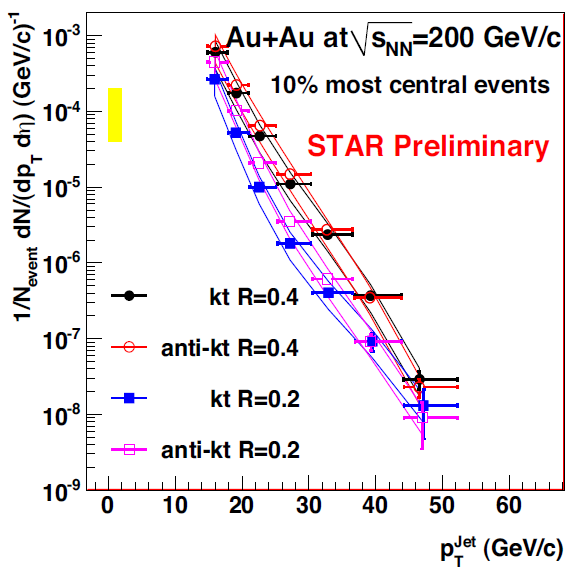 Au+Au at √sNN=200 GeV/c
10% most central events
STAR Preliminary
1/Nevent dN/(dpT dη) (GeV/c)-1
10-3
10-4
10-5
10-6
10-7
10-8
10-9
kt R=0.4
anti-kt R=0.4
kt R=0.2
anti-kt R=0.2
0 10 20 30 40 50 60
pTJet (GeV/c)